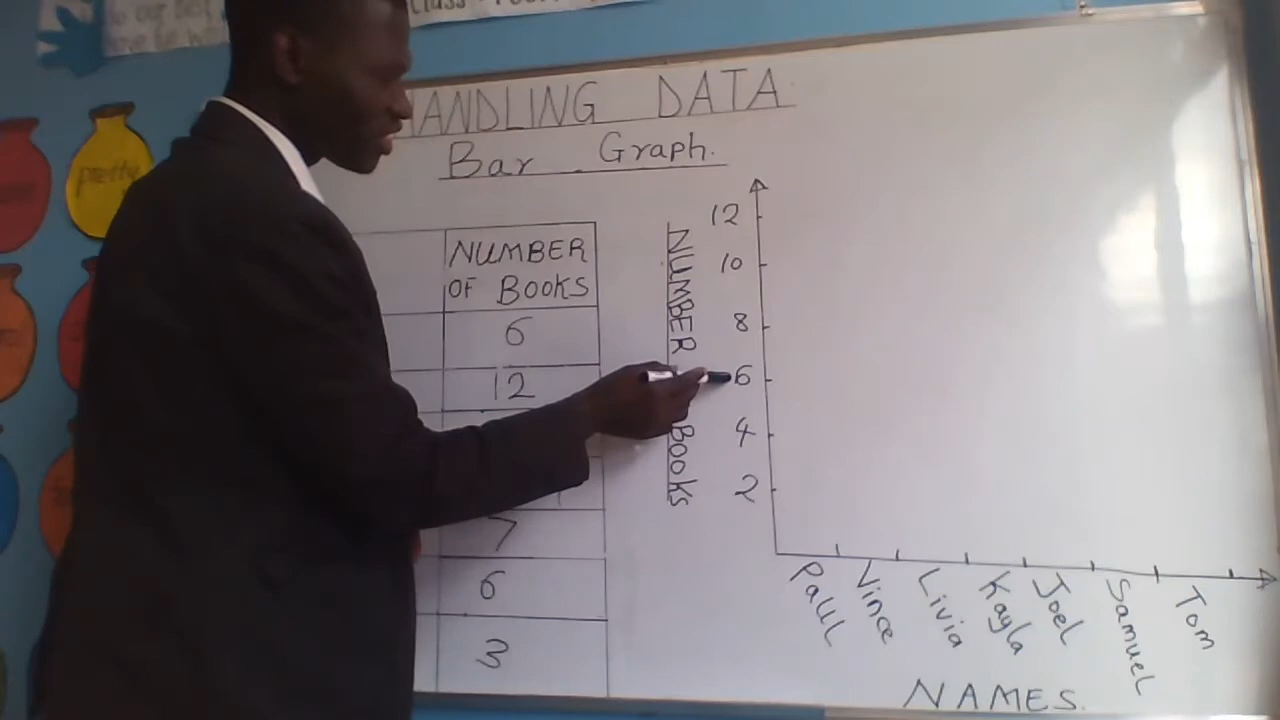 HANDLING DATA
Bar Graph.
NUMBER
OF BOOKS
6
12
7
6
3
NUMBER
BOOKS
12
10
8
6
4
2
Paul
Vince
Livia
Kayla
Joel
Samuel
Tom
NAMES.
pretty